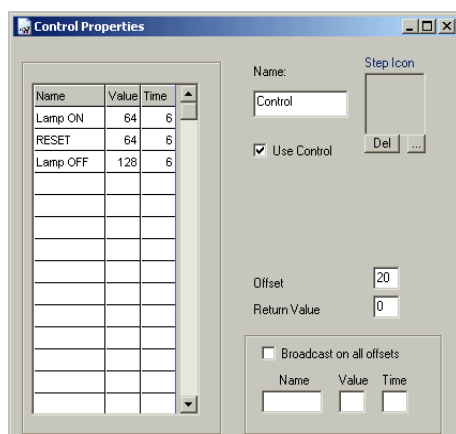 Control Properties
Name Value Time
Lamp ON 64 6
RESET 64 6
Lamp OFF 128 6
Name:
Control
Use Control
Step Icon
Del ...
Offset 20
Return Value 0
Broadcast on all offsets
Name Value Time